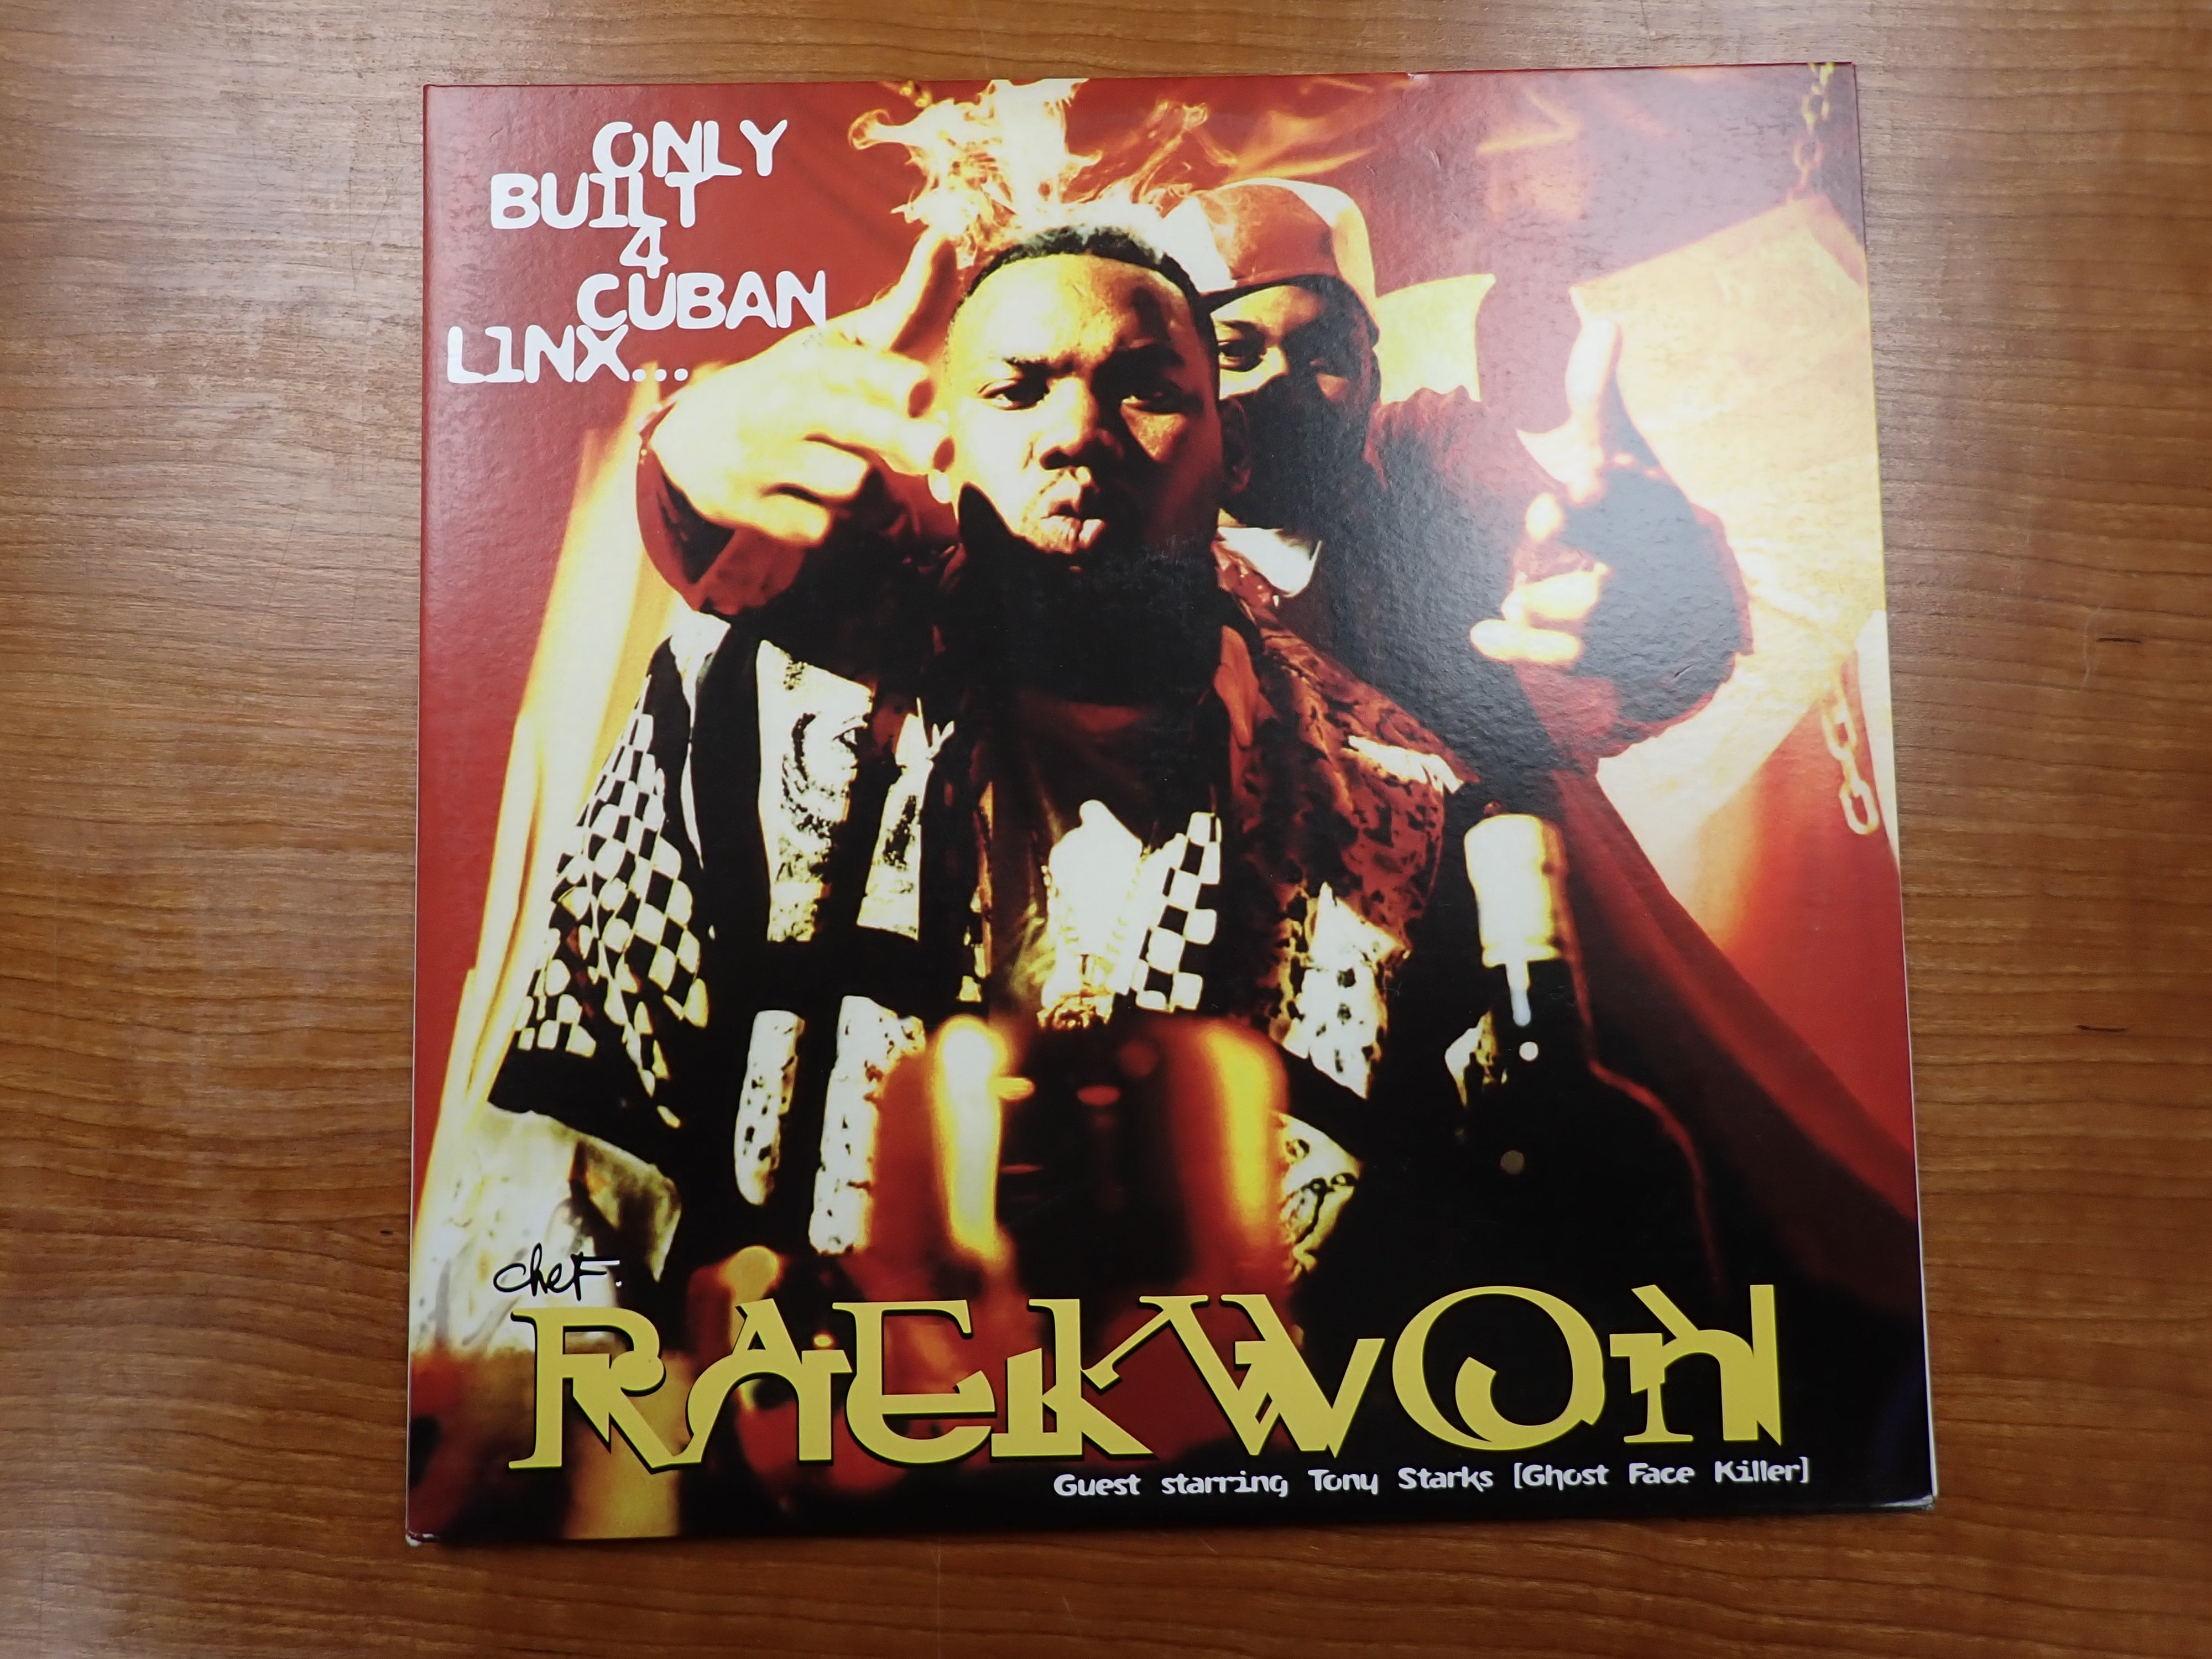 ONLY
BUILT
4
CUBAN
L1NX...
cheF.
RAEKWON
Guest starring Tony Starks [Ghost Face Killer]